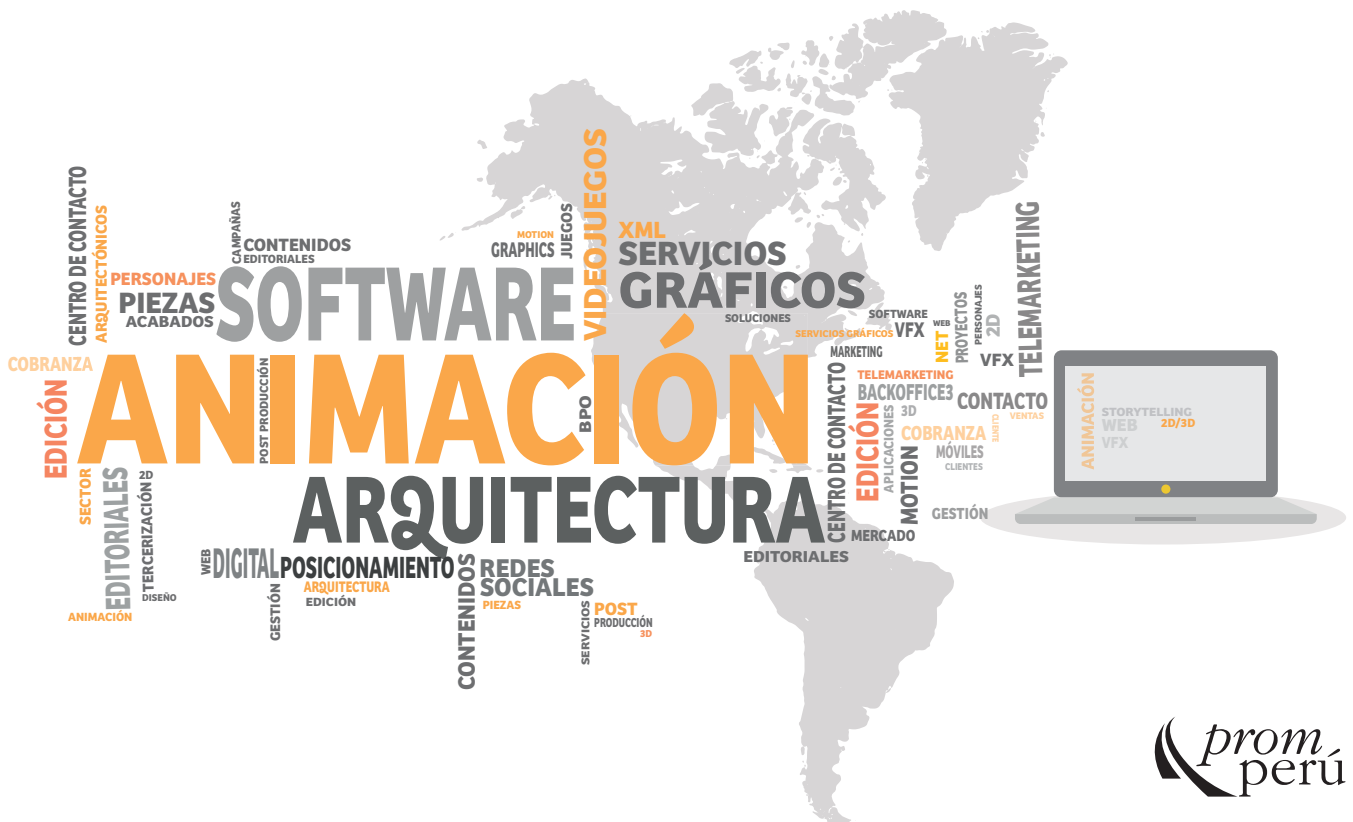 CENTRO DE CONTACTO
ARQUITECTÓNICOS
CAMPAÑAS
CONTENIDOS
EDITORIALES
PERSONAJES
PIEZAS
ACABADOS
SOFTWARE
MOTION
GRAPHICS
JUEGOS
VIDEOJUEGOS
XML
SERVICIOS
GRÁFICOS
SOLUCIONES
SOFTWARE
SERVICIOS GRÁFICOS
VFX
WEB
NET
PROYECTOS
PERSONAJES
2D
VFX
TELEMARKETING
COBRANZA
EDICIÓN
ANIMACIÓN
POST PRODUCCIÓN
BPO
MARKETING
TELEMARKETING
BACKOFFICE3
CONTACTO
VENTAS
CLIENTE
3D
COBRANZA
MÓVILES
CLIENTES
CENTRO DE CONTACTO
EDICIÓN
APLICACIONES
MOTION
GESTIÓN
MERCADO
ANIMACIÓN
STORYTELLING
WEB
2D/3D
VFX
SECTOR
EDITORIALES
2D
TERCERIZACIÓN
DISEÑO
ANIMACIÓN
ARQUITECTURA
EDITORIALES
WEB
DIGITAL
POSICIONAMIENTO
ARQUITECTURA
EDICIÓN
GESTIÓN
CONTENIDOS
REDES
SOCIALES
PIEZAS
SERVICIOS
POST
PRODUCCIÓN
3D
prom
perú